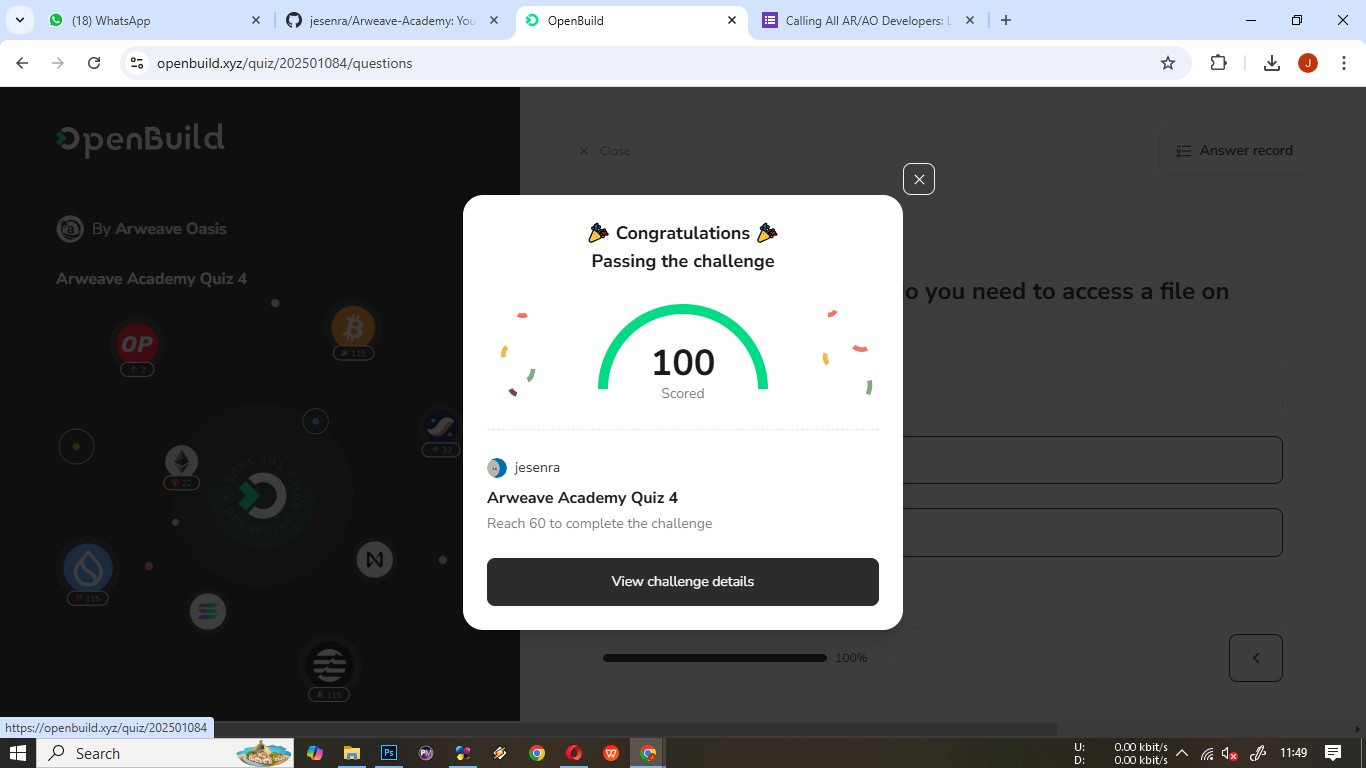 (18) WhatsApp
jesenra/Arweave-Academy: You
OpenBuild
Calling All AR/AO Developers: L
openbuild.xyz/quiz/202501084/questions
J
OpenBuild
Close
Answer record
By Arweave Oasis
Arweave Academy Quiz 4
o you need to access a file on
Congratulations
Passing the challenge
100
Scored
jesenra
Arweave Academy Quiz 4
Reach 60 to complete the challenge
View challenge details
OP
2
115
32
22
115
115
100%
https://openbuild.xyz/quiz/202501084
Search
Ps
U: 0.00 kbit/s
D: 0.00 kbit/s
11:49